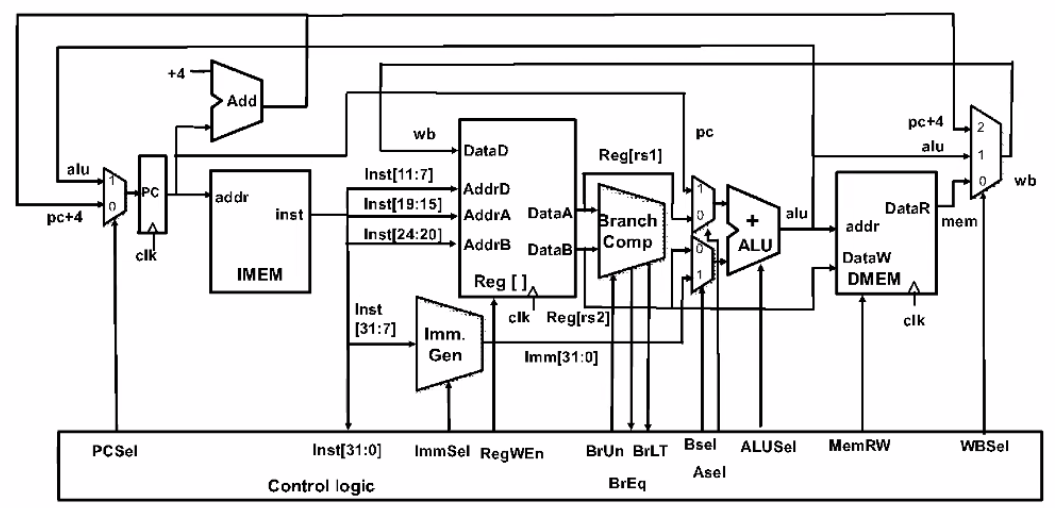 +4
Add
wb
pc
pc+4
2
alu
1
0
wb
alu
1
0
pc+4
PC
clk
addr
inst
IMEM
Inst[11:7]
Inst[19:15]
Inst[24:20]
DataD
AddrD
AddrA
AddrB
DataA
DataB
Reg [ ]
clk
Reg[rs1]
Branch
Comp
Reg[rs2]
1
0
0
1
+
ALU
alu
addr
DataR
DataW
DMEM
clk
mem
Inst
[31:7]
Imm.
Gen
Imm[31:0]
PCSel
Inst[31:0]
ImmSel
RegWEn
BrUn
BrLT
Bsel
ALUSel
MemRW
WBSel
BrEq
Asel
Control logic